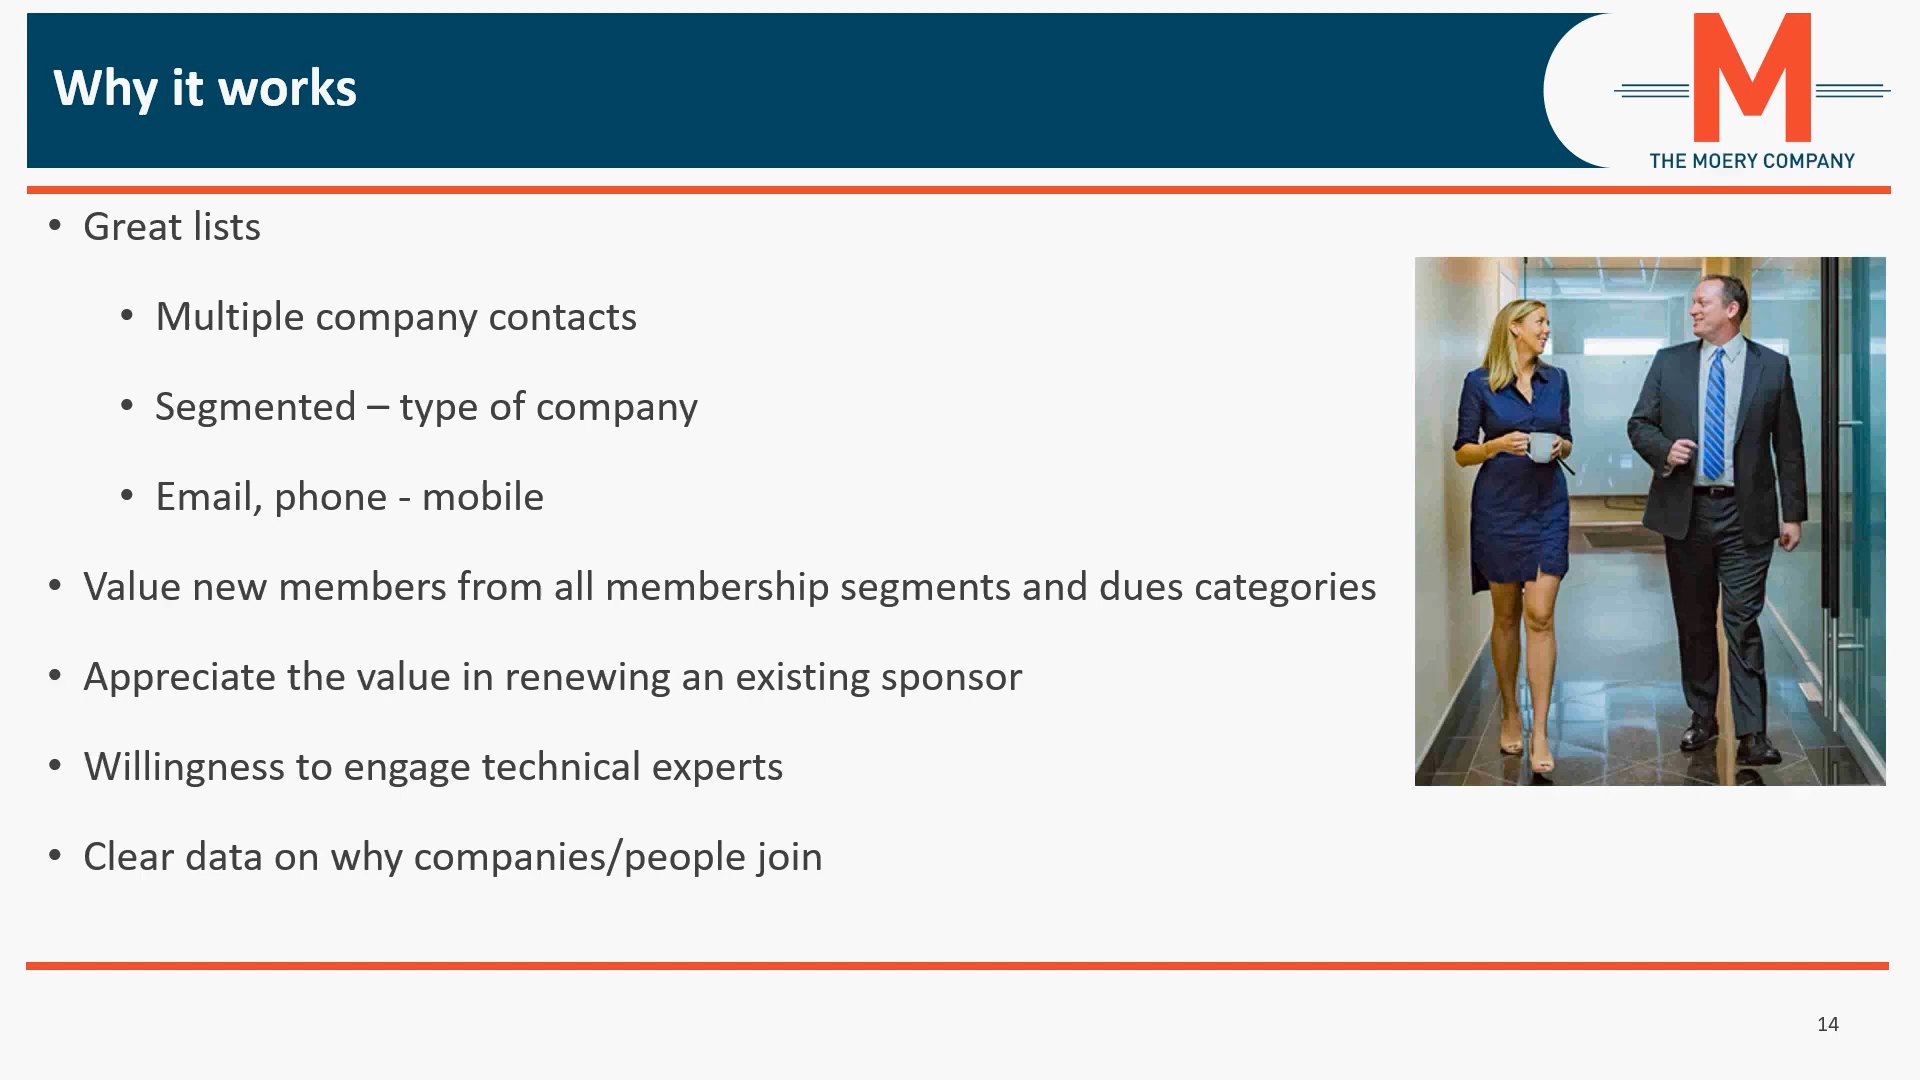 Why it works
M
THE MOERY COMPANY
• Great lists
• Multiple company contacts
• Segmented – type of company
• Email, phone - mobile
• Value new members from all membership segments and dues categories
• Appreciate the value in renewing an existing sponsor
• Willingness to engage technical experts
• Clear data on why companies/people join
14